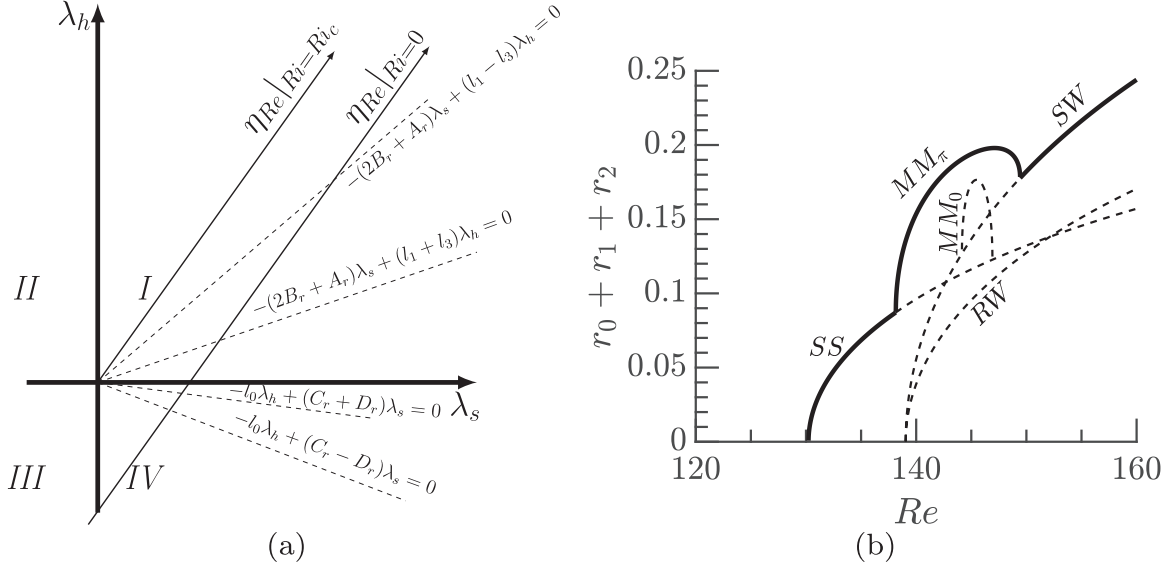 λ_h
η_Re|Ri=Ri_c
η_Re|Ri=0
−(2B_r + A_r)λ_s + (l_1 − l_3)λ_h = 0
−(2B_r + A_r)λ_s + (l_1 + l_3)λ_h = 0
II
I
−l_0λ_h + (C_r + D_r)λ_s = 0
λ_s
−l_0λ_h + (C_r − D_r)λ_s = 0
III
IV
(a)
r_0 + r_1 + r_2
0.25
0.2
0.15
0.1
0.05
0
SW
MM_π
MM_0
RW
SS
120
140
160
Re
(b)